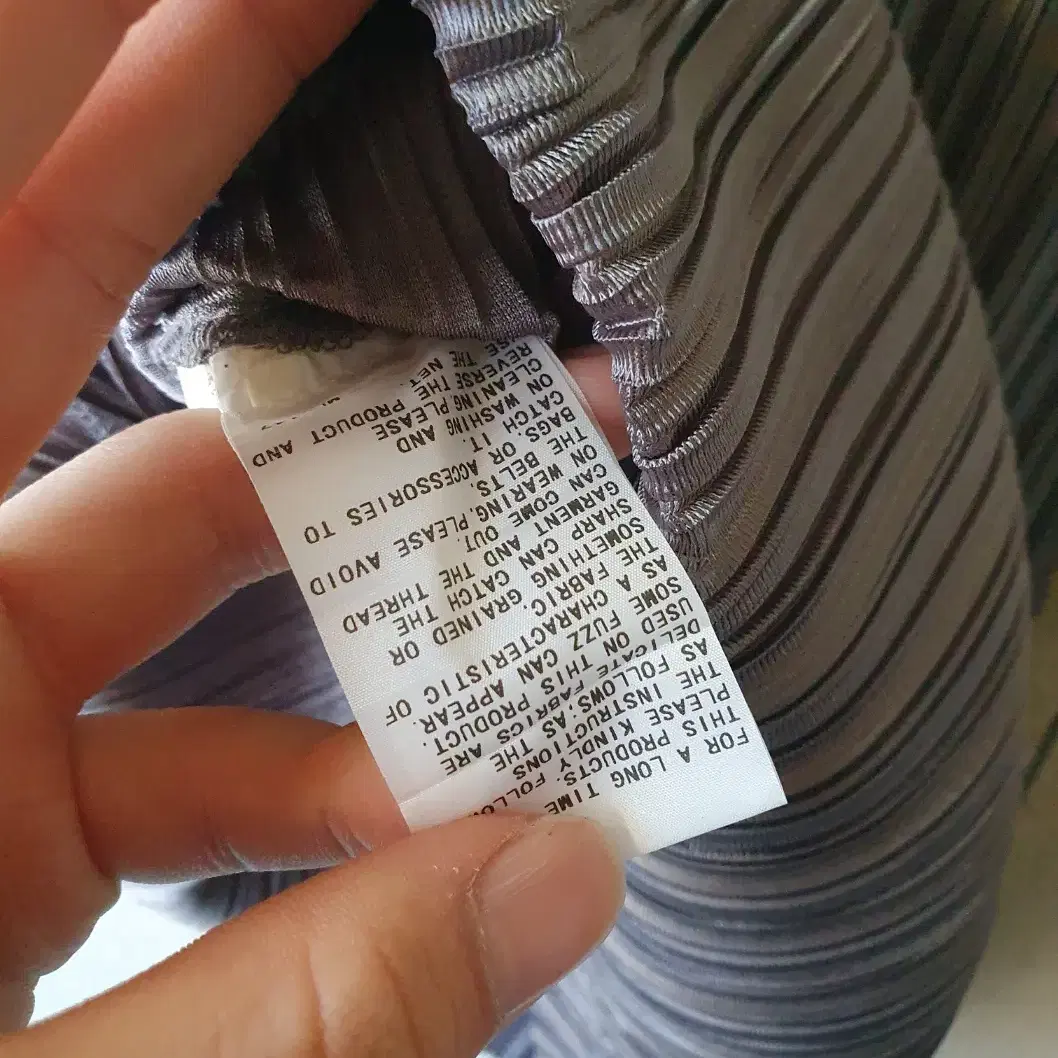 FOR A LONG TIME
THIS PRODUCTS.
PLEASE KINDLY FOLLOW
THE INSTRUCTIONS
AS FOLLOWS, AS THE
DELICATE FABRICS ARE
USED ON THIS PRODUCT.
SOME FUZZ CAN APPEAR.
AS A CHARACTERISTIC OF
THE FABRIC.
SOMETHING GRAINED OR
SHARP CAN CATCH THE
GARMENT AND THE THREAD
CAN COME OUT.
ON WEARING, PLEASE AVOID
THE BELTS,
BAGS OR ACCESSORIES TO
CATCH IT.
ON WASHING AND
CLEANING PLEASE
REVERSE THE PRODUCT AND
THE NET.